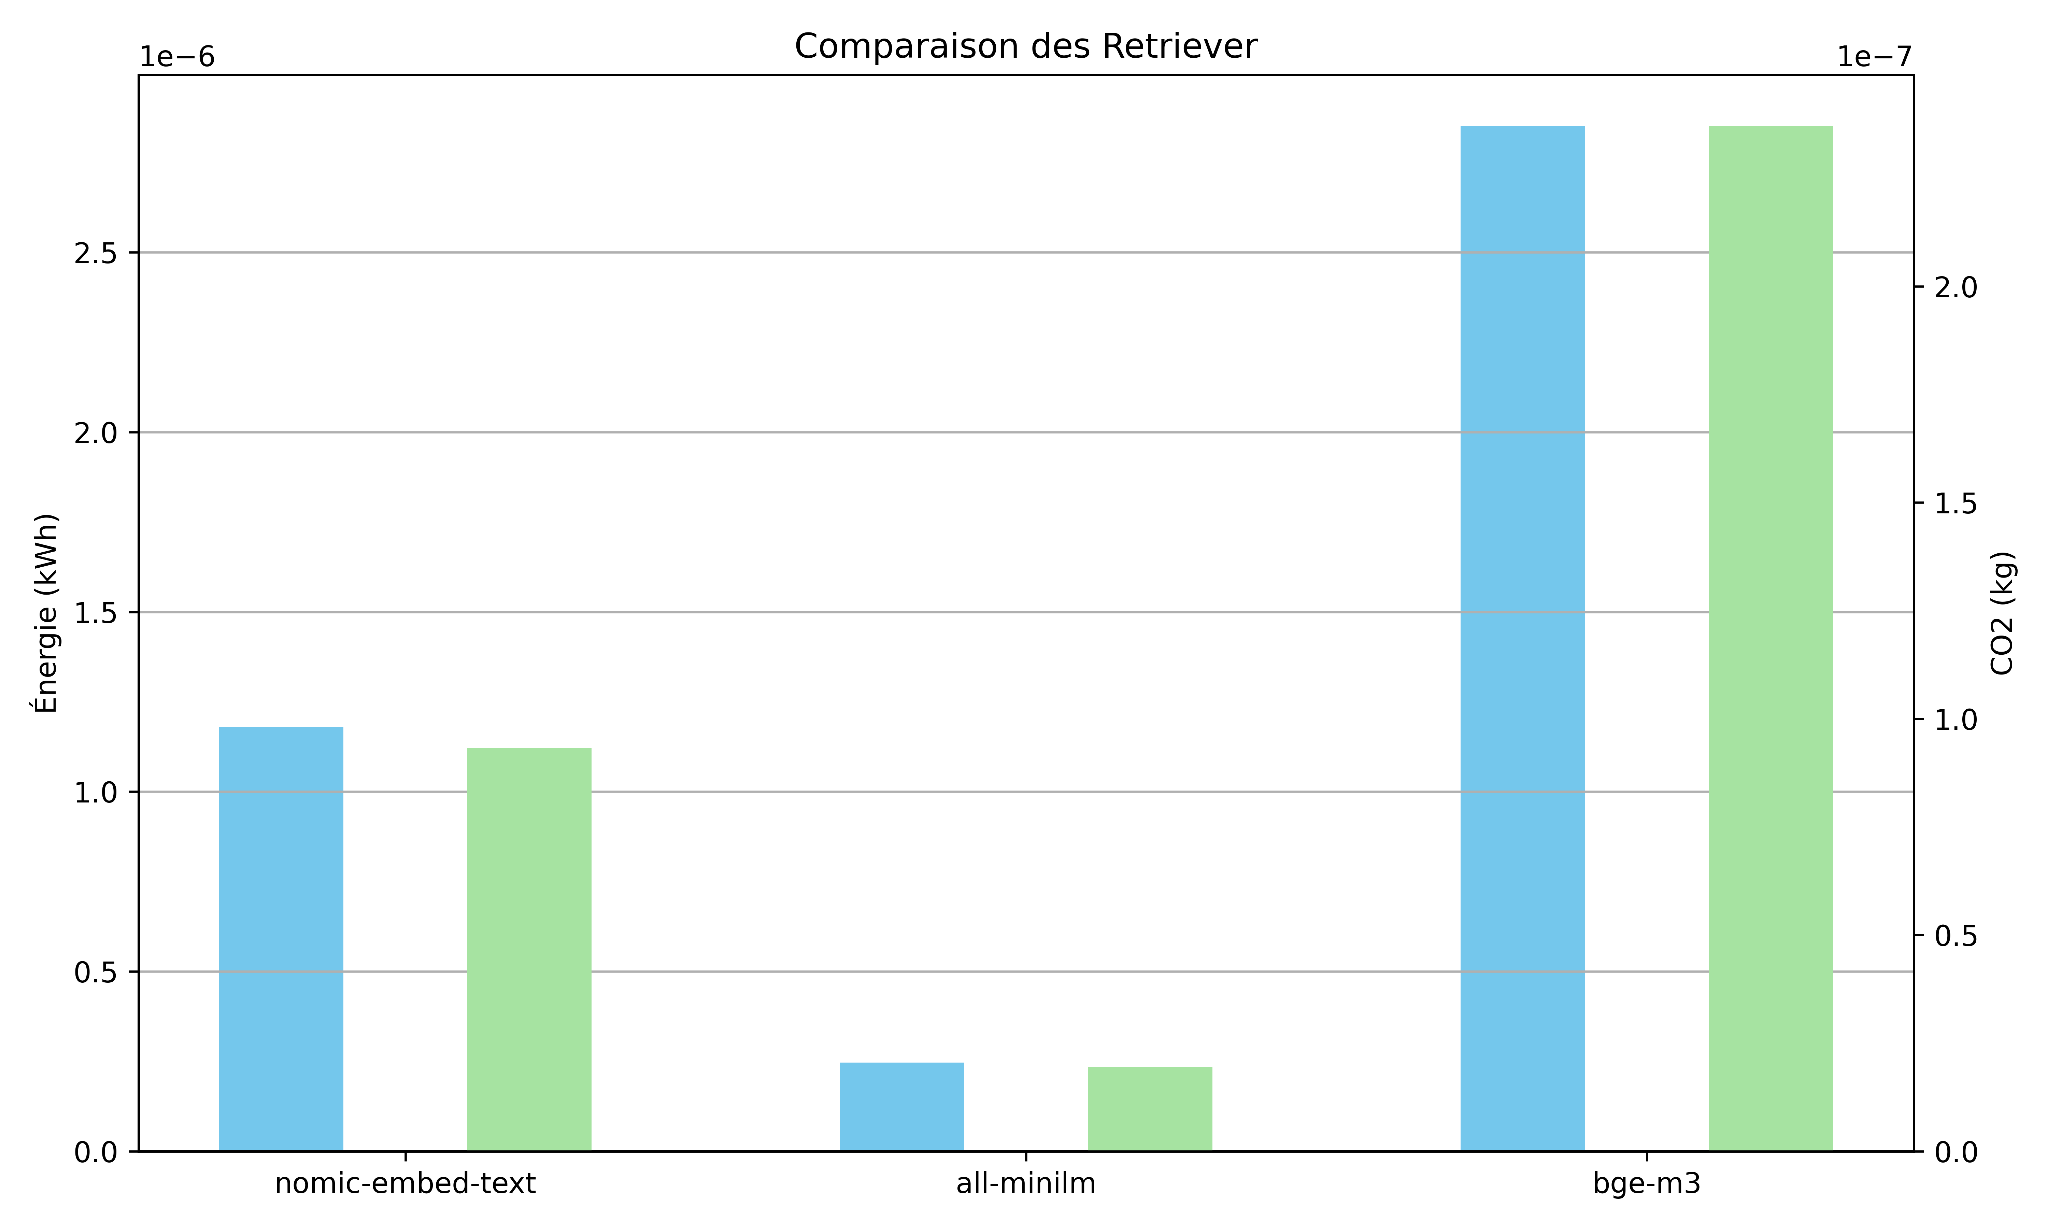 Comparaison des Retriever
1e−6
1e−7
2.5
2.0
1.5
1.0
0.5
0.0
Énergie (kWh)
2.0
1.5
1.0
0.5
0.0
CO2 (kg)
nomic-embed-text
all-minilm
bge-m3